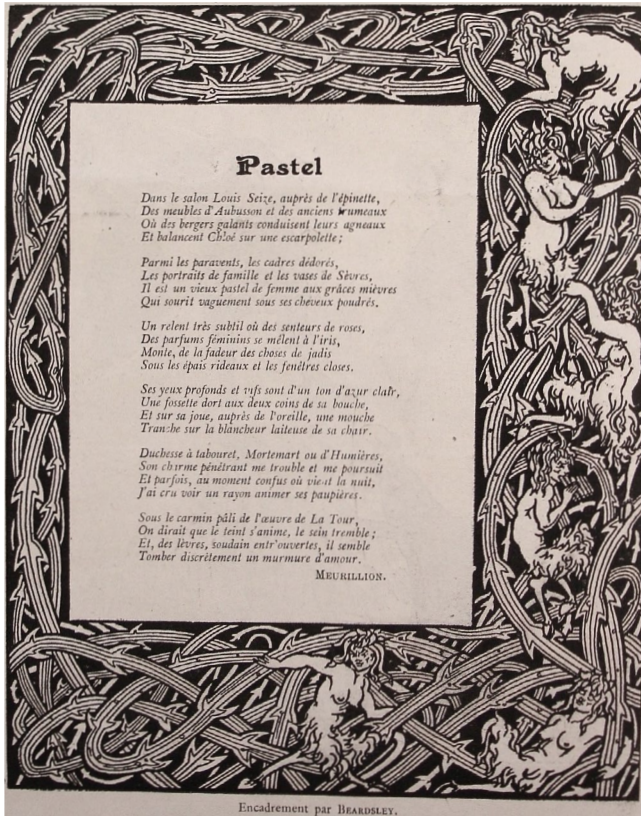 Pastel
Dans le salon Louis Seize, auprès de l'épinette,
Des meubles d'Aubusson et des anciens trumeaux
Où des bergers galants conduisent leurs agneaux
Et balancent Chloé sur une escarpolette ;
Parmi les paravents, les cadres dédorés,
Les portraits de famille et les vases de Sèvres,
Il est un vieux pastel de femme aux grâces mièvres
Qui sourit vaguement sous ses cheveux poudrés.
Un relent très subtil où des senteurs de roses,
Des parfums féminins se mêlent à l'iris,
Monte, de la fadeur des choses de jadis
Sous les épais rideaux et les fenêtres closes.
Ses yeux profonds et vifs sont d'un ton d'azur clair,
Une fossette dort aux deux coins de sa bouche,
Et sur sa joue, auprès de l'oreille, une mouche
Tranche sur la blancheur laiteuse de sa chair.
Duchesse à tabouret, Mortemart ou d'Humières,
Son charme pénétrant me trouble et me poursuit
Et parfois, au moment confus où vient la nuit,
J'ai cru voir un rayon animer ses paupières.
Sous le carmin pâli de l'œuvre de La Tour,
On dirait que le teint s'anime, le sein tremble ;
Et, des lèvres, soudain entr'ouvertes, il semble
Tomber discrètement un murmure d'amour.
MEURILLION.
Encadrement par BEARDSLEY.